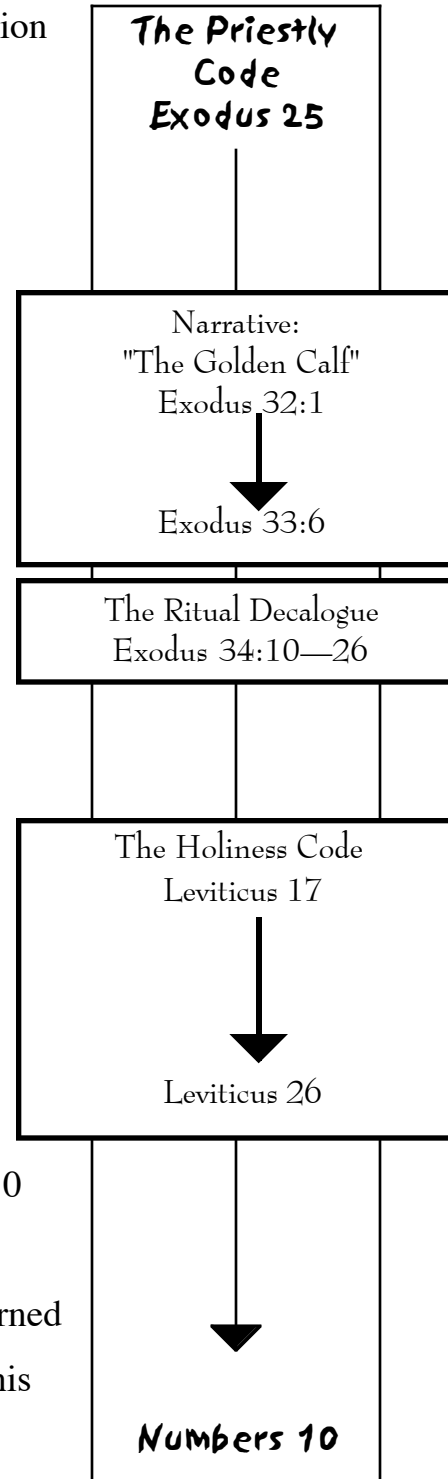 ion
The Priestly
Code
Exodus 25
Narrative:
"The Golden Calf"
Exodus 32:1
Exodus 33:6
The Ritual Decalogue
Exodus 34:10—26
The Holiness Code
Leviticus 17
Leviticus 26
0
rned
his
Numbers 10